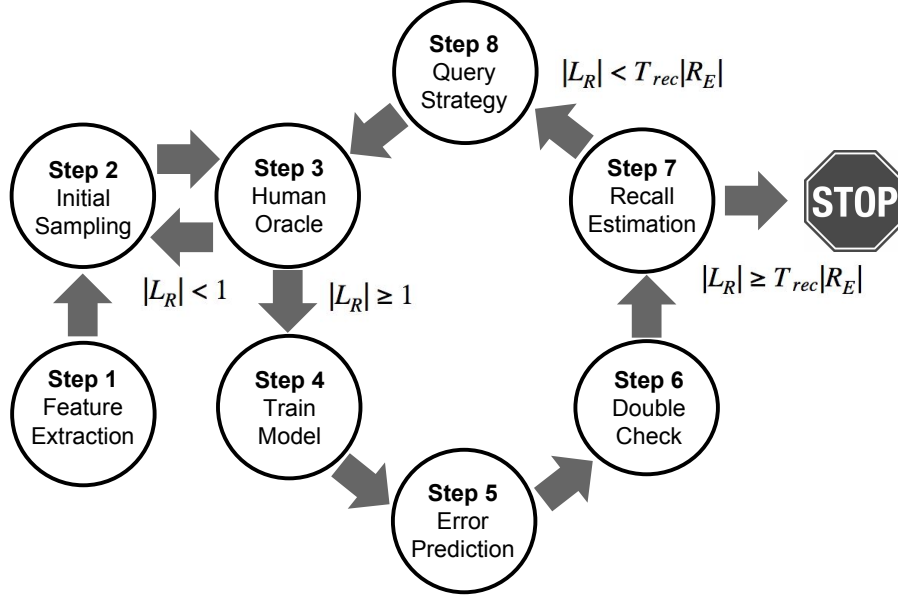 Step 1
Feature
Extraction
Step 2
Initial
Sampling
Step 3
Human
Oracle
|L_R| < 1
|L_R| ≥ 1
Step 4
Train
Model
Step 5
Error
Prediction
Step 6
Double
Check
Step 7
Recall
Estimation
|L_R| ≥ T_rec|R_E|
STOP
|L_R| < T_rec|R_E|
Step 8
Query
Strategy